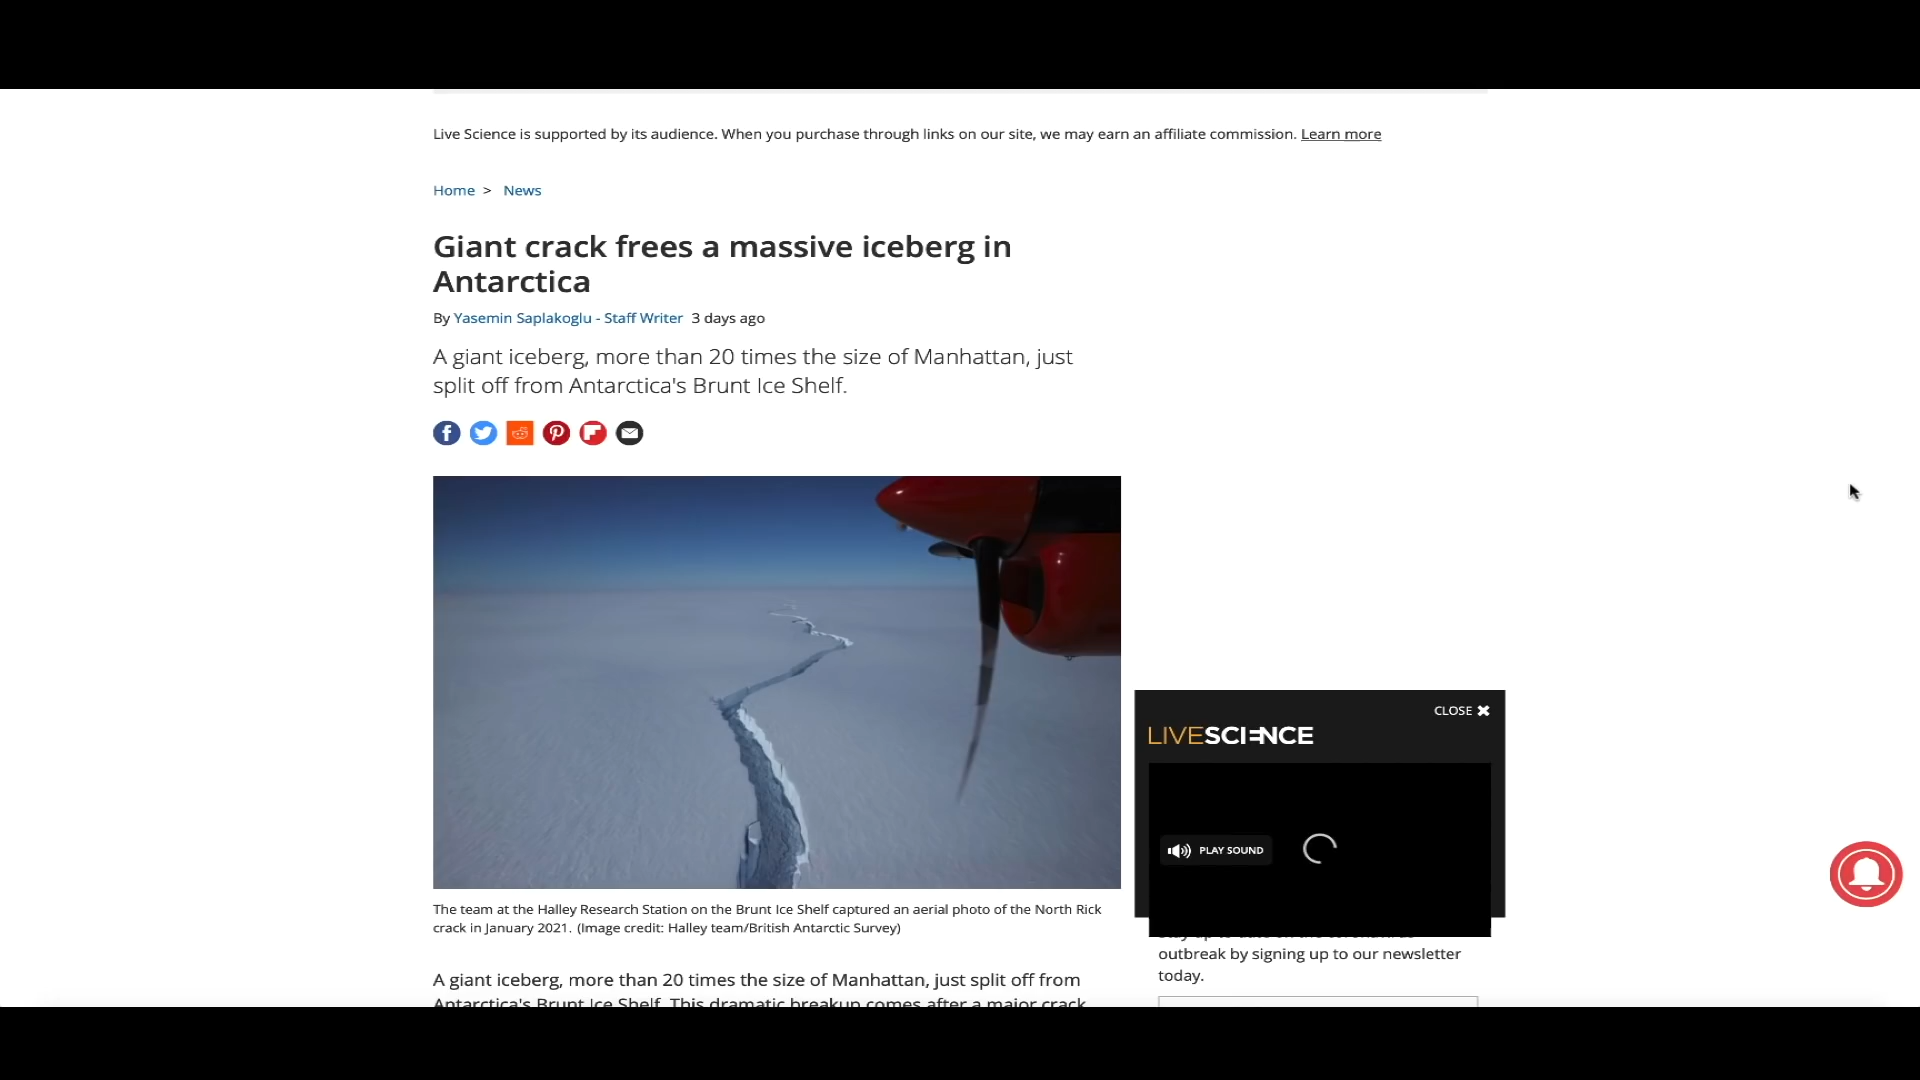 Live Science is supported by its audience. When you purchase through links on our site, we may earn an affiliate commission. Learn more
Home > News
Giant crack frees a massive iceberg in
Antarctica
By Yasemin Saplakoglu - Staff Writer 3 days ago
A giant iceberg, more than 20 times the size of Manhattan, just
split off from Antarctica's Brunt Ice Shelf.
The team at the Halley Research Station on the Brunt Ice Shelf captured an aerial photo of the North Rick
crack in January 2021. (Image credit: Halley team/British Antarctic Survey)
A giant iceberg, more than 20 times the size of Manhattan, just split off from
Antarctica's Brunt Ice Shelf. This dramatic breakup comes after a major crack
CLOSE
LIVESCIENCE
PLAY SOUND
outbreak by signing up to our newsletter
today.